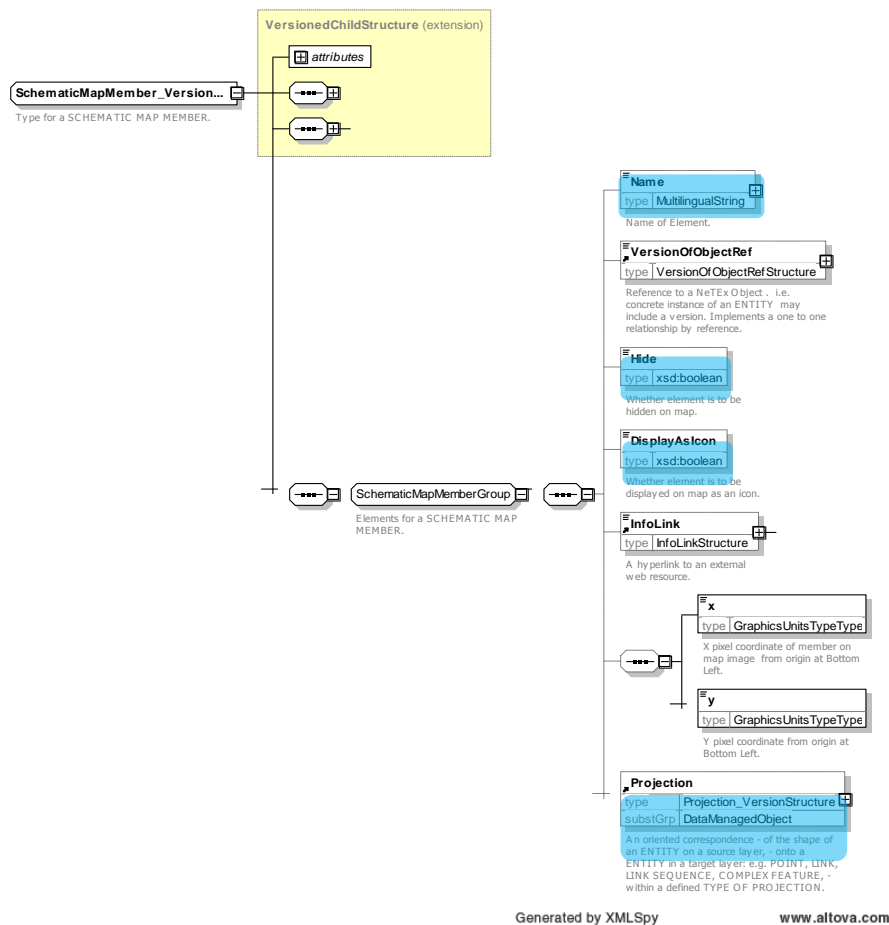 VersionedChildStructure (extension)
attributes
SchematicMapMember_Version...
Type for a SCHEMATIC MAP MEMBER.
Name
type MultilingualString
Name of Element.
VersionOfObjectRef
type VersionOfObjectRefStructure
Reference to a NeTEx Object . i.e.
concrete instance of an ENTITY may
include a version. Implements a one to one
relationship by reference.
Hide
type xsd:boolean
Whether element is to be
hidden on map.
DisplayAsIcon
type xsd:boolean
Whether element is to be
displayed on map as an icon.
SchematicMapMemberGroup
Elements for a SCHEMATIC MAP
MEMBER.
InfoLink
type InfoLinkStructure
A hyperlink to an external
web resource.
x
type GraphicsUnitsTypeType
X pixel coordinate of member on
map image from origin at Bottom
Left.
y
type GraphicsUnitsTypeType
Y pixel coordinate from origin at
Bottom Left.
Projection
type Projection_VersionStructure
substGrp DataManagedObject
An oriented correspondence - of the shape of
an ENTITY on a source layer, - onto a
ENTITY in a target layer: e.g. POINT, LINK,
LINK SEQUENCE, COMPLEX FEATURE, -
within a defined TYPE OF PROJECTION.
Generated by XMLSpy www.altova.com